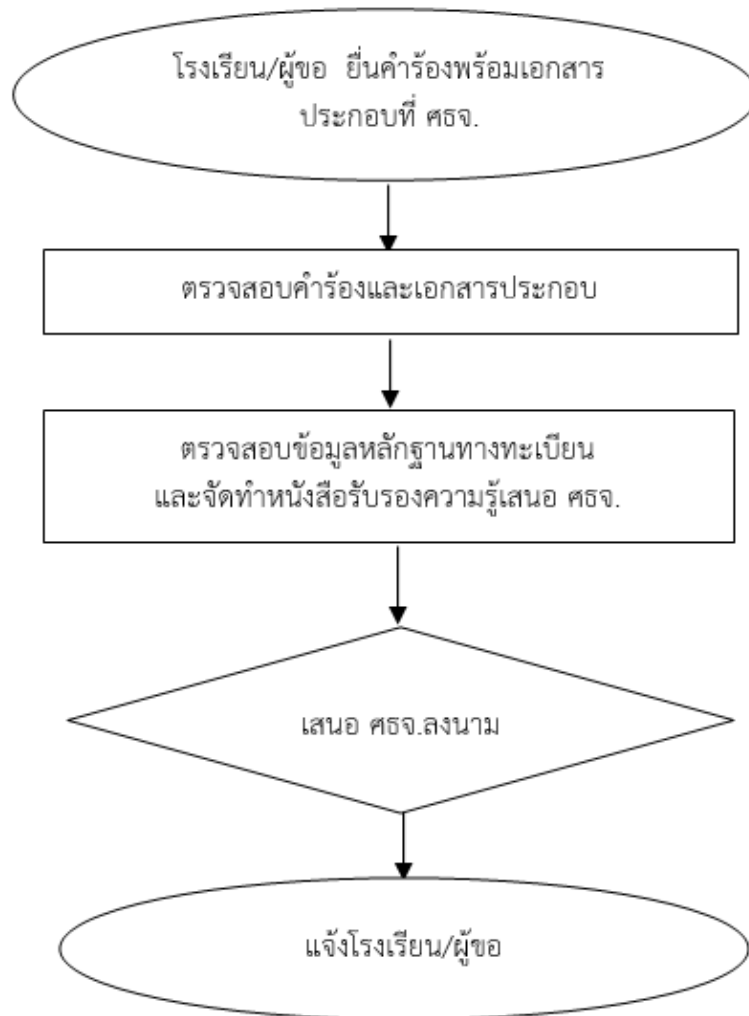 โรงเรียน/ผู้ขอ ยื่นคำร้องพร้อมเอกสาร
ประกอบที่ ศธจ.
ตรวจสอบคำร้องและเอกสารประกอบ
ตรวจสอบข้อมูลหลักฐานทางทะเบียน
และจัดทำหนังสือรับรองความรู้เสนอ ศธจ.
เสนอ ศธจ.ลงนาม
แจ้งโรงเรียน/ผู้ขอ